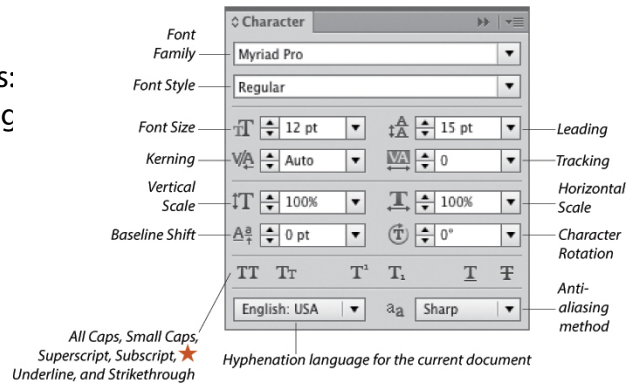 Character
Font
Family
Myriad Pro
s:
Font Style
Regular
g
Font Size
12 pt
15 pt
Leading
Kerning
Auto
0
Tracking
Vertical
Scale
100%
100%
Horizontal
Scale
Baseline Shift
0 pt
0°
Character
Rotation
TT TT T¹ T₁ T T
English: USA
aa
Sharp
Anti-
aliasing
method
All Caps, Small Caps,
Superscript, Subscript,
Underline, and Strikethrough
Hyphenation language for the current document